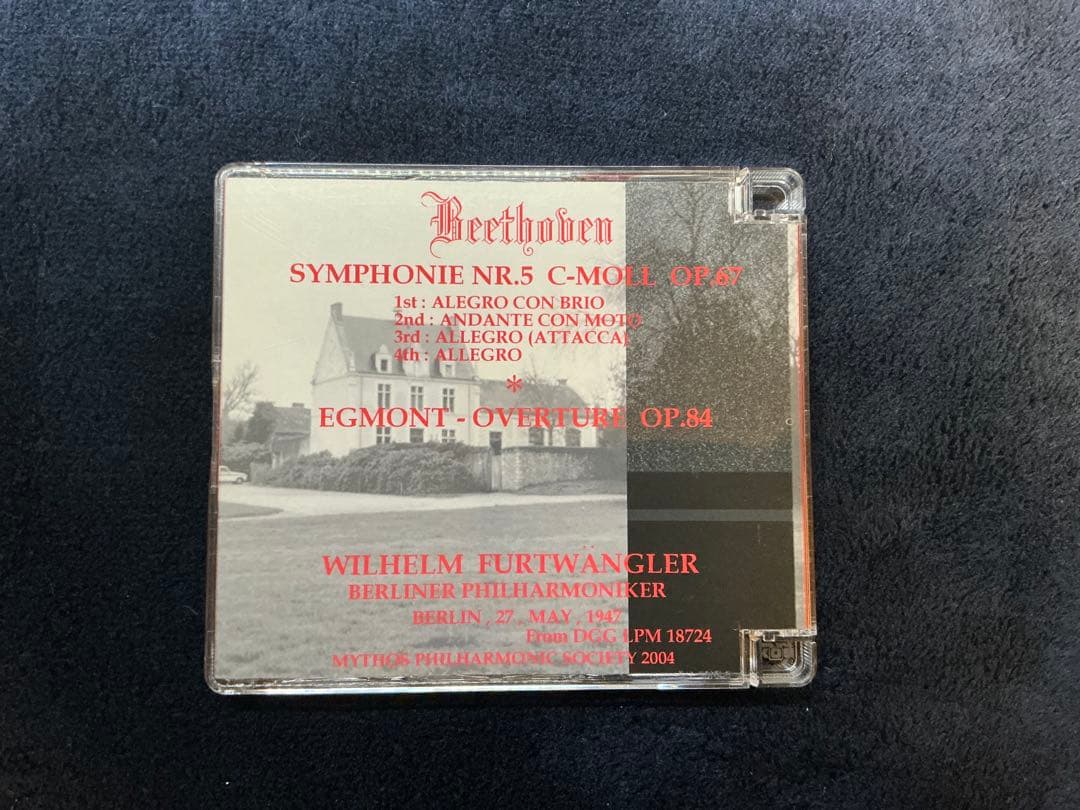 Beethoven
SYMPHONIE NR.5 C-MOLL OP.67
1st : ALEGRO CON BRIO
2nd : ANDANTE CON MOTO
3rd : ALLEGRO (ATTACCA)
4th : ALLEGRO
*
EGMONT - OVERTURE OP.84
WILHELM FURTWÄNGLER
BERLINER PHILHARMONIKER
BERLIN , 27 , MAY , 1947
From DGG LPM 18724
MYTHOS PHILHARMONIC SOCIETY 2004